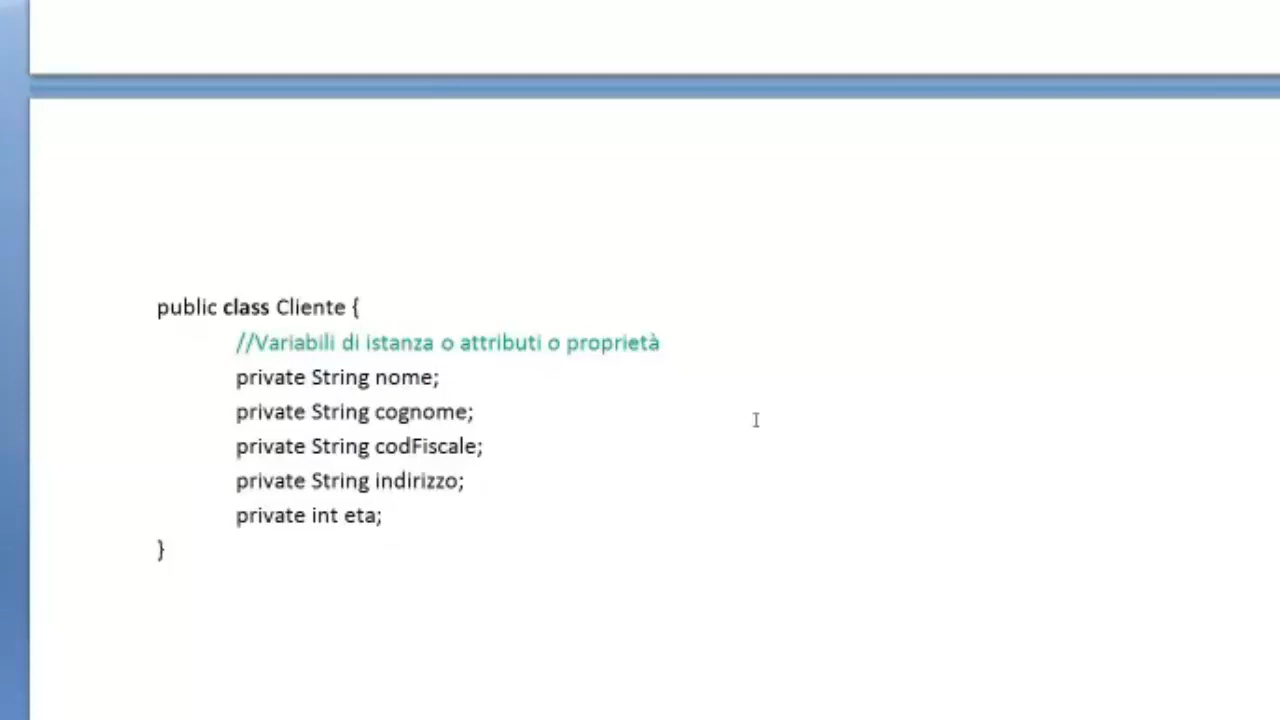 public class Cliente {
//Variabili di istanza o attributi o proprietà
private String nome;
private String cognome;
private String codFiscale;
private String indirizzo;
private int eta;
}